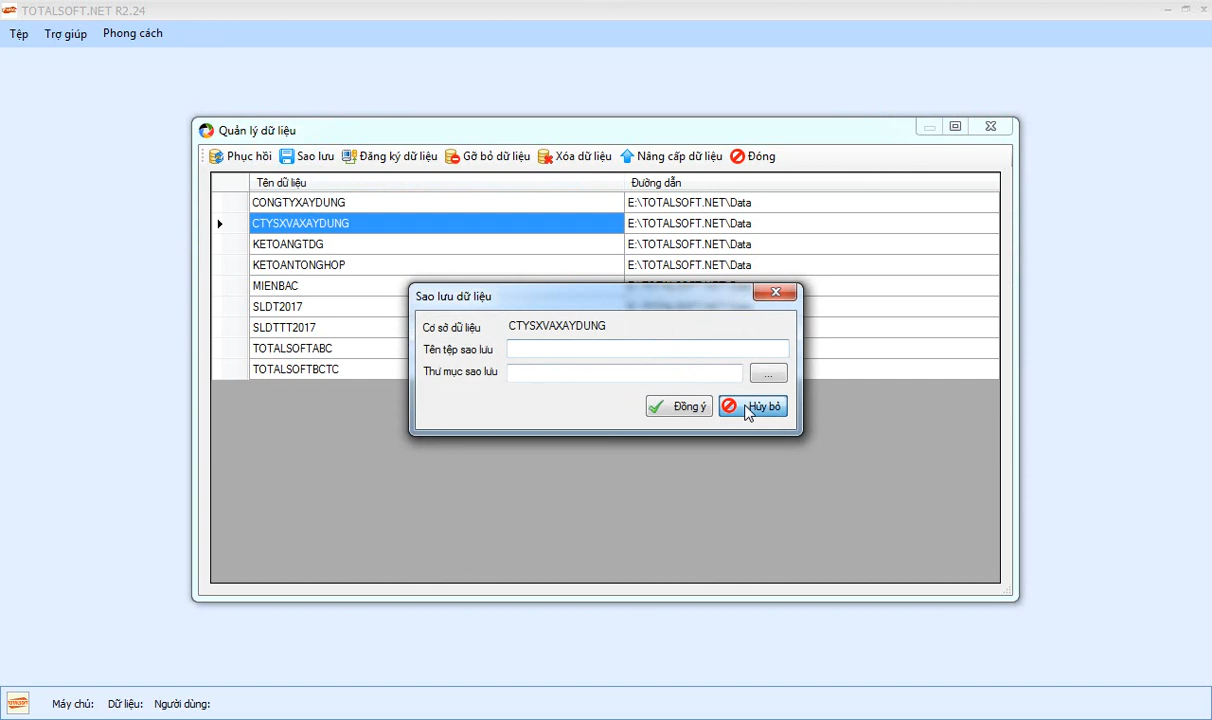 TOTALSOFT.NET R2.24
Tệp Trợ giúp Phong cách
Quản lý dữ liệu
Phục hồi Sao lưu Đăng ký dữ liệu Gỡ bỏ dữ liệu Xóa dữ liệu Nâng cấp dữ liệu Đóng
Tên dữ liệu Đường dẫn
CONGTYXAYDUNG E:\TOTALSOFT.NET\Data
CTYSXVAXAYDUNG E:\TOTALSOFT.NET\Data
KETOANGTDG E:\TOTALSOFT.NET\Data
KETOANTONGHOP E:\TOTALSOFT.NET\Data
MIENBAC
SLDT2017
SLDTTT2017
TOTALSOFTABC
TOTALSOFTBCTC
Sao lưu dữ liệu
Cơ sở dữ liệu CTYSXVAXAYDUNG
Tên tệp sao lưu
Thư mục sao lưu ...
Đồng ý Hủy bỏ
Máy chủ: Dữ liệu: Người dùng: